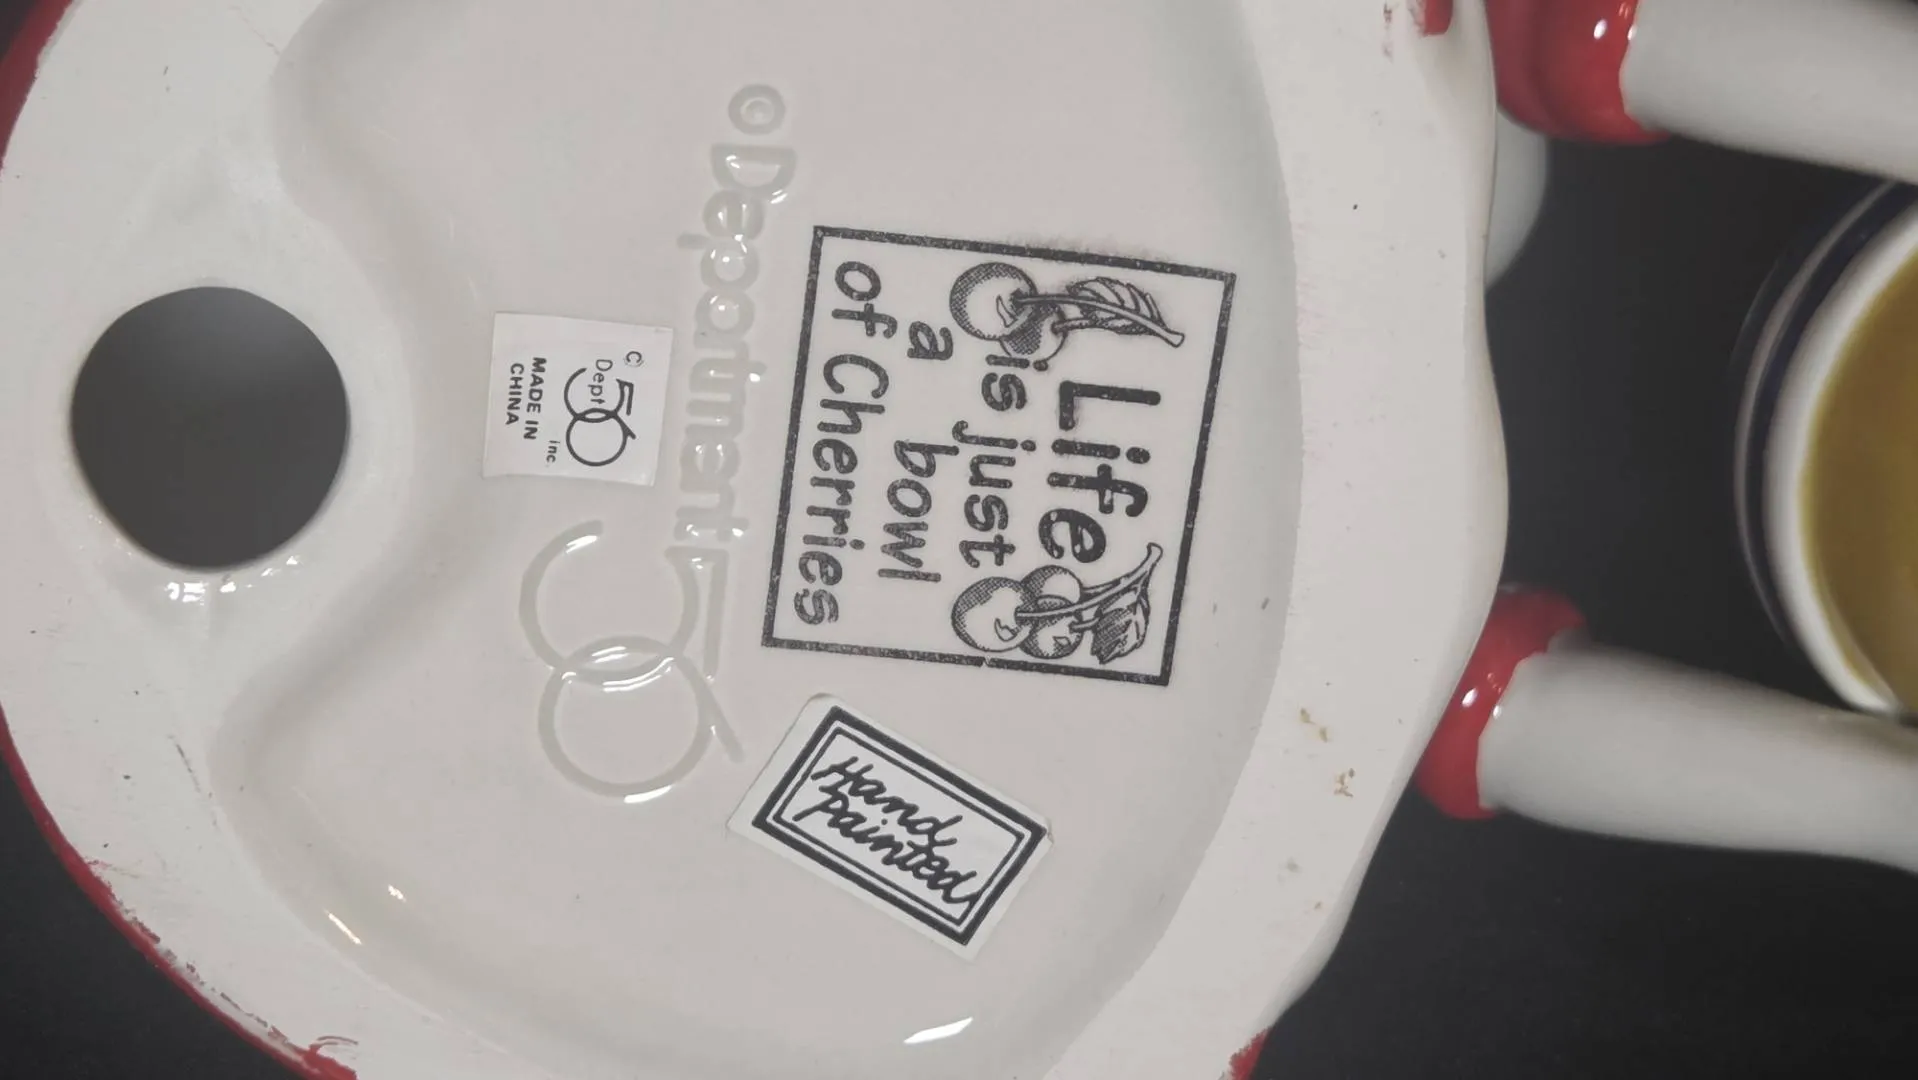 Life
is just
a bowl
of Cherries
© Department 56
© Dept 56 inc.
MADE IN
CHINA
Hand
Painted